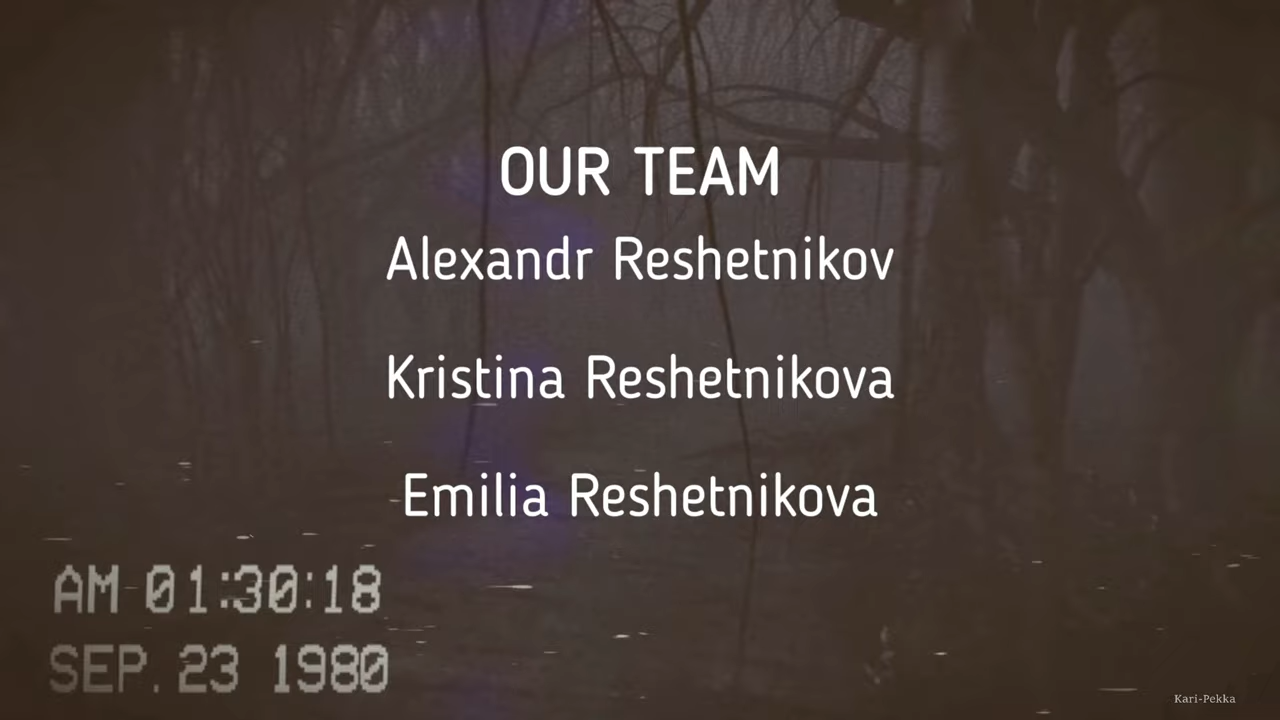 OUR TEAM
Alexandr Reshetnikov
Kristina Reshetnikova
Emilia Reshetnikova
AM 01:30:18
SEP. 23 1980
Kari-Pekka